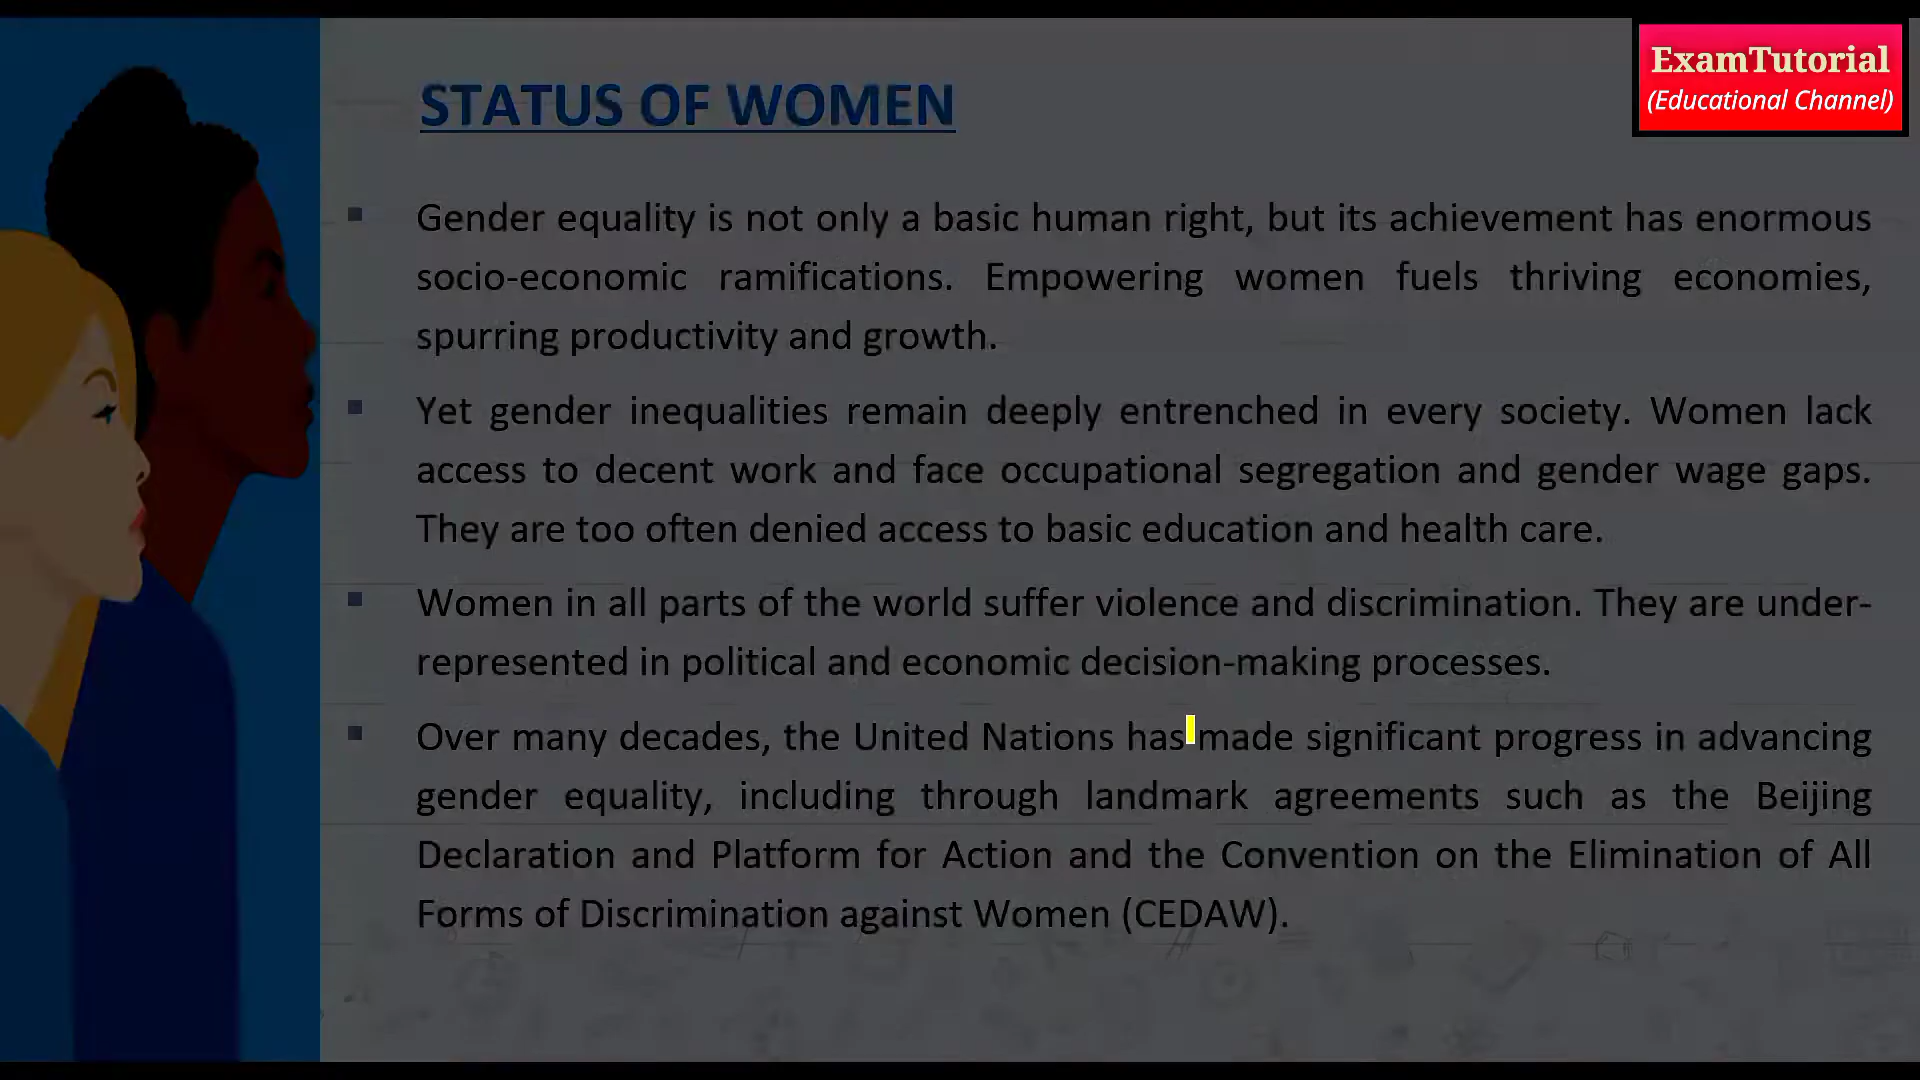 ExamTutorial
(Educational Channel)
STATUS OF WOMEN
Gender equality is not only a basic human right, but its achievement has enormous
socio-economic ramifications. Empowering women fuels thriving economies,
spurring productivity and growth.
Yet gender inequalities remain deeply entrenched in every society. Women lack
access to decent work and face occupational segregation and gender wage gaps.
They are too often denied access to basic education and health care.
Women in all parts of the world suffer violence and discrimination. They are under-
represented in political and economic decision-making processes.
Over many decades, the United Nations has made significant progress in advancing
gender equality, including through landmark agreements such as the Beijing
Declaration and Platform for Action and the Convention on the Elimination of All
Forms of Discrimination against Women (CEDAW).